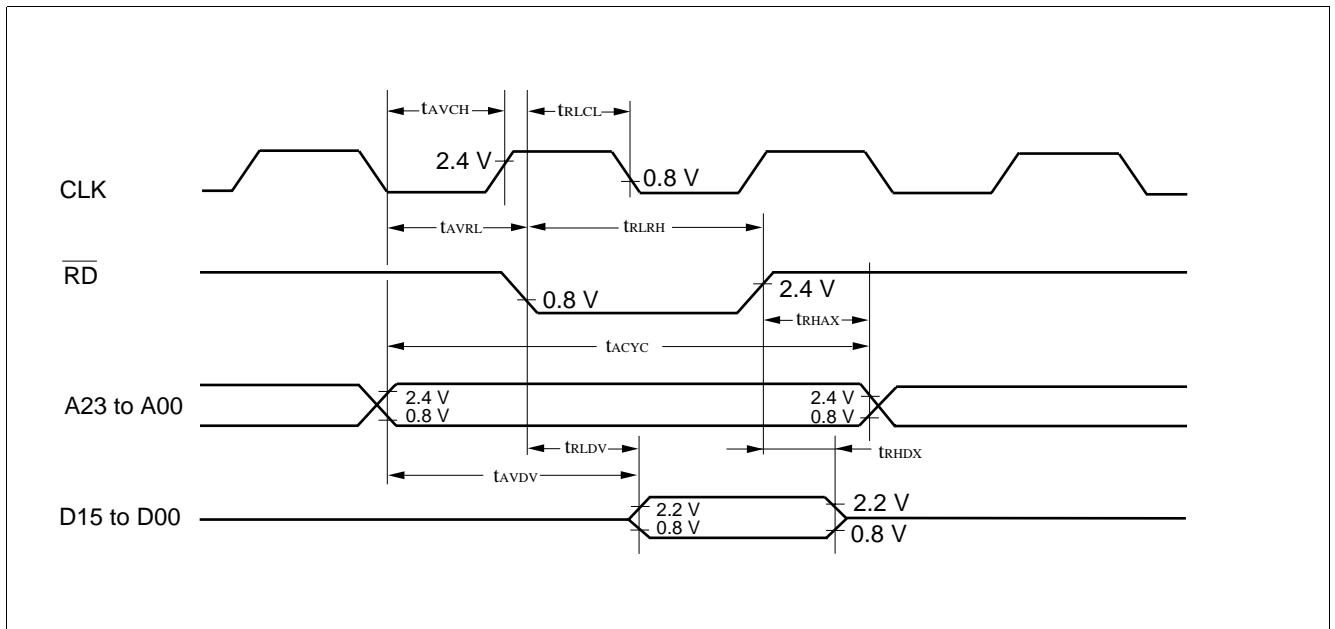 tAVCH
tRLCL
2.4 V
0.8 V
CLK
tAVRL
tRLRH
RD
0.8 V
2.4 V
tRHAX
tACYC
A23 to A00
2.4 V
0.8 V
2.4 V
0.8 V
tRLDV
tRHDX
tAVDV
D15 to D00
2.2 V
0.8 V
2.2 V
0.8 V